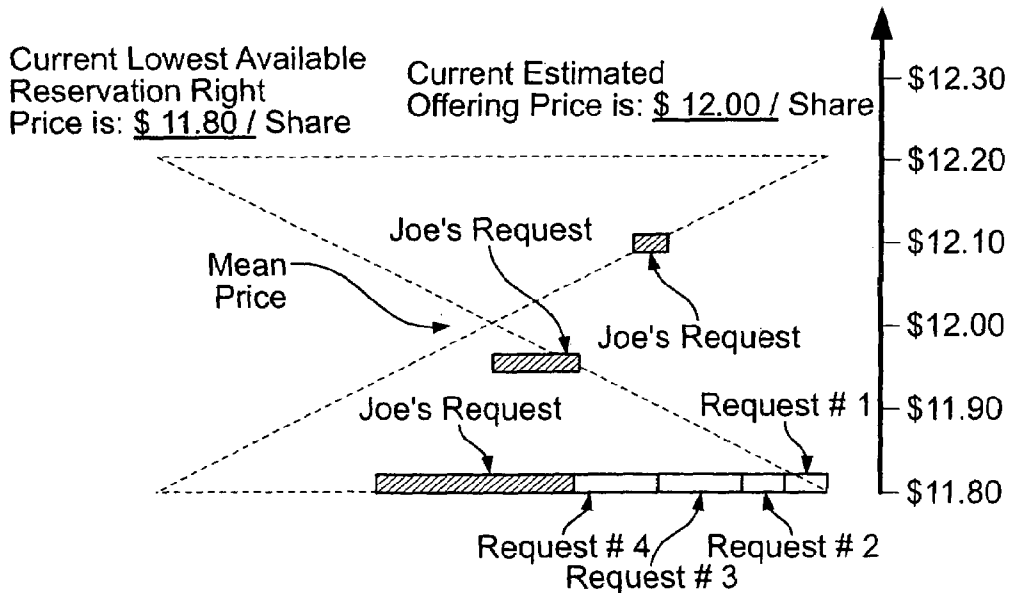 Current Lowest Available
Reservation Right
Price is: $ 11.80 / Share
Current Estimated
Offering Price is: $ 12.00 / Share
$12.30
$12.20
Joe's Request
$12.10
Mean
Price
$12.00
Joe's Request
Joe's Request
Request # 1
$11.90
$11.80
Request # 4
Request # 2
Request # 3